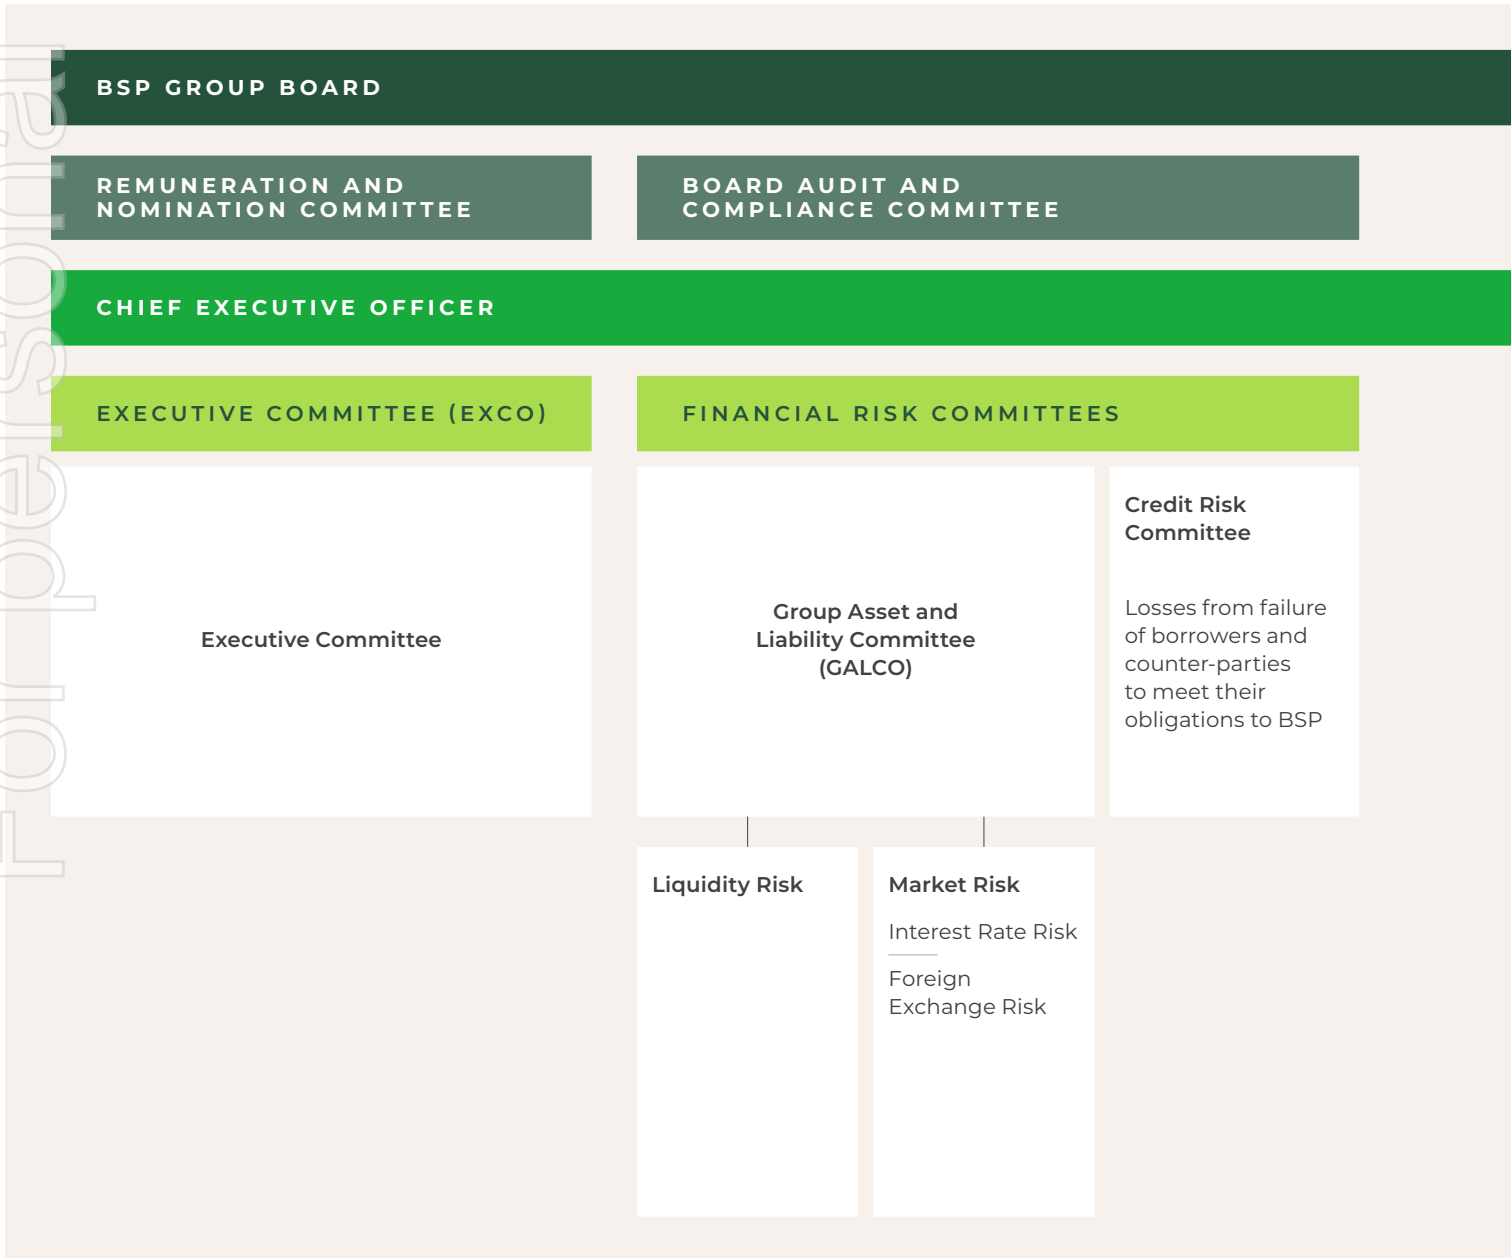 BSP GROUP BOARD
REMUNERATION AND
NOMINATION COMMITTEE
BOARD AUDIT AND
COMPLIANCE COMMITTEE
CHIEF EXECUTIVE OFFICER
EXECUTIVE COMMITTEE (EXCO)
FINANCIAL RISK COMMITTEES
Executive Committee
Group Asset and
Liability Committee
(GALCO)
Credit Risk
Committee
Losses from failure
of borrowers and
counter-parties
to meet their
obligations to BSP
Liquidity Risk
Market Risk
Interest Rate Risk
Foreign
Exchange Risk
For personal